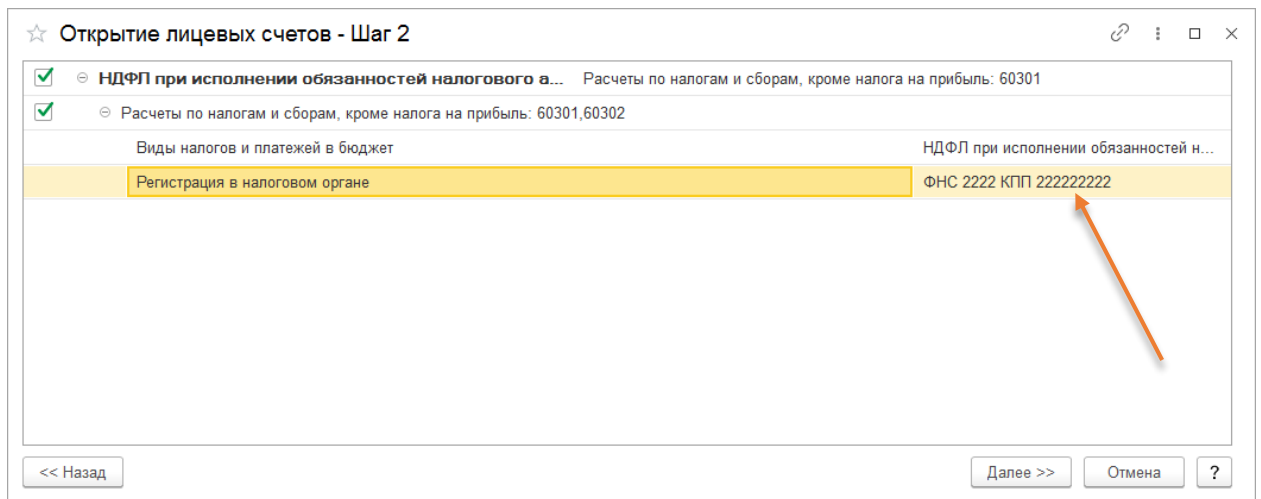 Открытие лицевых счетов - Шаг 2
НДФЛ при исполнении обязанностей налогового а... Расчеты по налогам и сборам, кроме налога на прибыль: 60301
Расчеты по налогам и сборам, кроме налога на прибыль: 60301,60302
Виды налогов и платежей в бюджет НДФЛ при исполнении обязанностей н...
Регистрация в налоговом органе ФНС 2222 КПП 222222222
<< Назад Далее >> Отмена ?